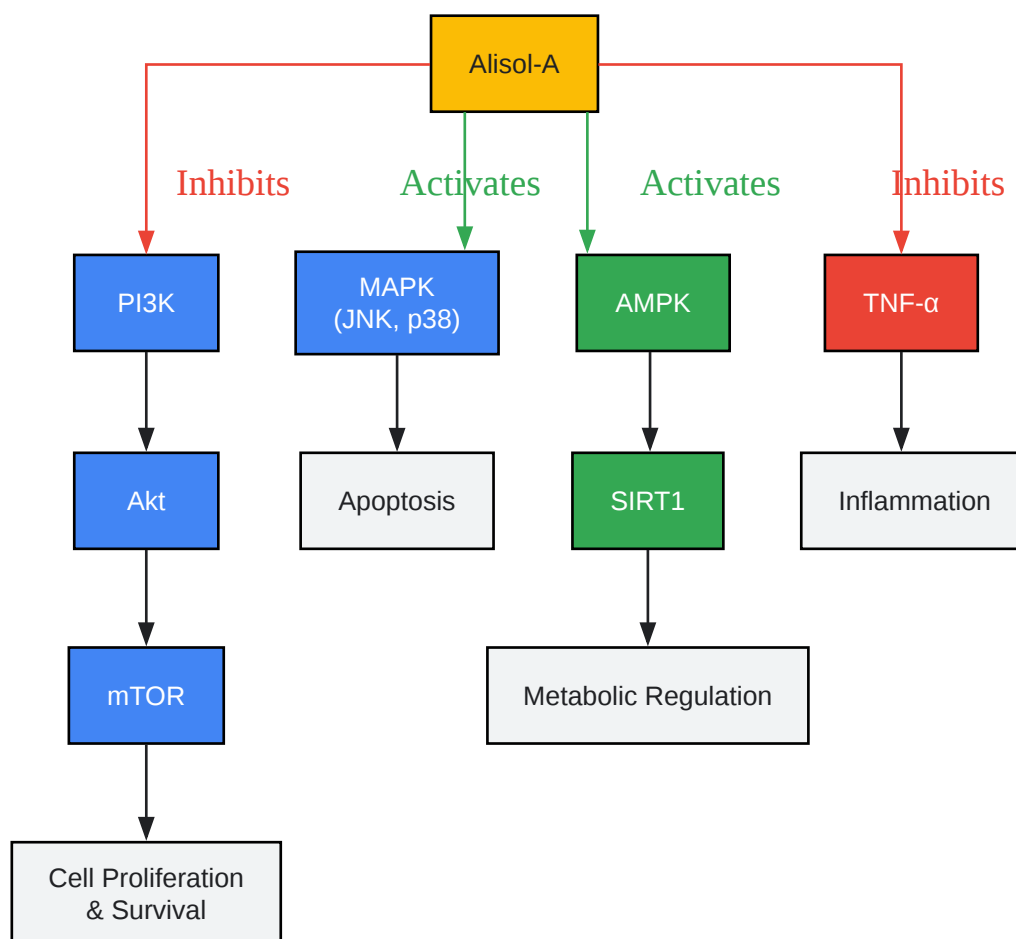 Alisol-A
Inhibits
Activates
Activates
Inhibits
PI3K
MAPK
(JNK, p38)
AMPK
TNF-α
Akt
Apoptosis
SIRT1
Inflammation
mTOR
Metabolic Regulation
Cell Proliferation
& Survival